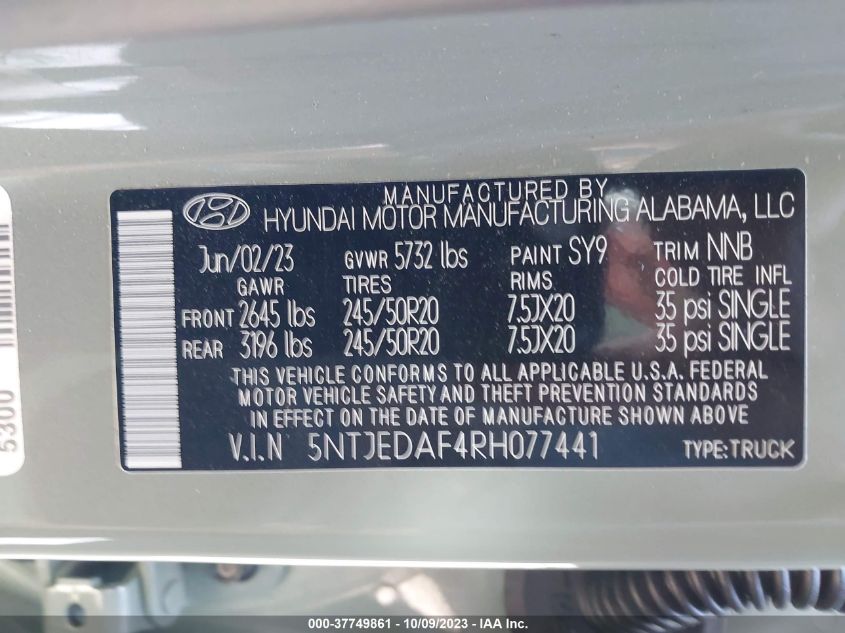 MANUFACTURED BY
HYUNDAI MOTOR MANUFACTURING ALABAMA, LLC
Jun/02/23 GVWR 5732 lbs PAINT SY9 TRIM NNB
GAWR TIRES RIMS COLD TIRE INFL
FRONT 2645 lbs 245/50R20 7.5JX20 35 psi SINGLE
REAR 3196 lbs 245/50R20 7.5JX20 35 psi SINGLE
THIS VEHICLE CONFORMS TO ALL APPLICABLE U.S.A. FEDERAL
MOTOR VEHICLE SAFETY AND THEFT PREVENTION STANDARDS
IN EFFECT ON THE DATE OF MANUFACTURE SHOWN ABOVE
V.I.N 5NTJEDAF4RH077441 TYPE:TRUCK
5300
000-37749861 - 10/09/2023 - IAA Inc.